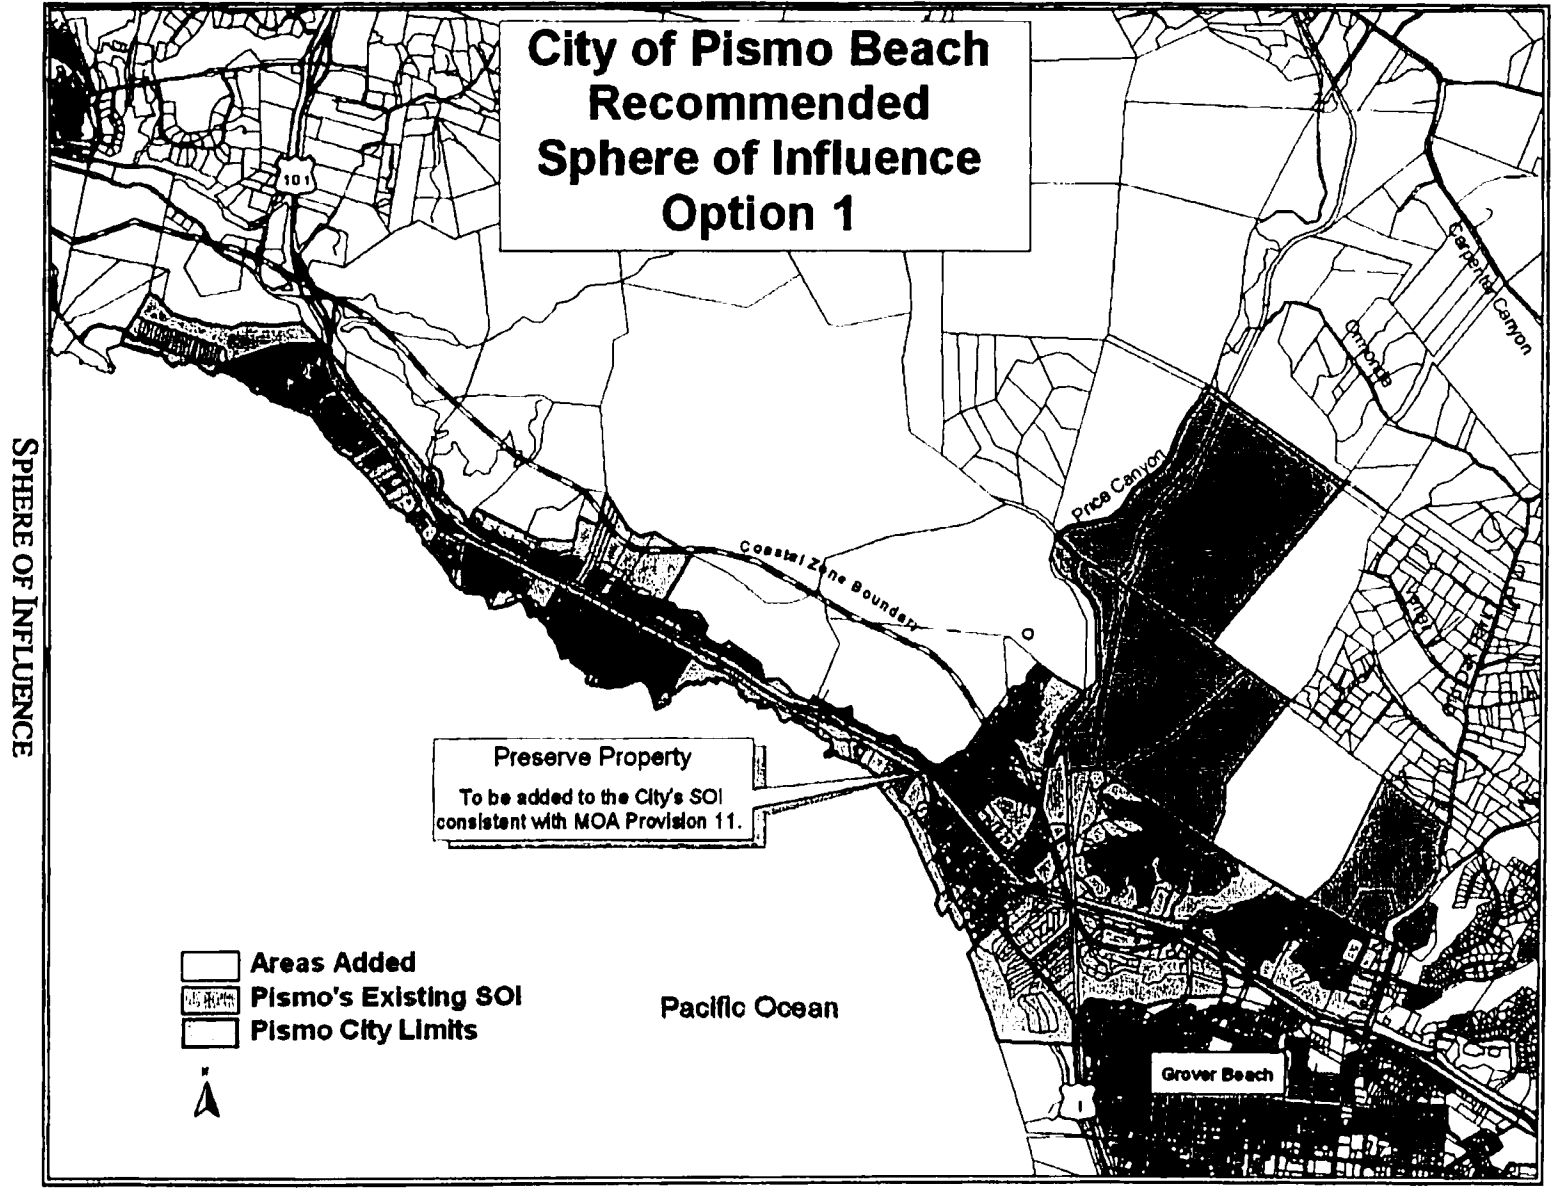 City of Pismo Beach
Recommended
Sphere of Influence
Option 1
101
Carpenter Canyon
Ormonde
Price Canyon
Coastal Zone Boundary
SPHERE OF INFLUENCE
Preserve Property
To be added to the City's SOI
consistent with MOA Provision 11.
Areas Added
Pismo's Existing SOI
Pismo City Limits
Pacific Ocean
N
Grover Beach
1